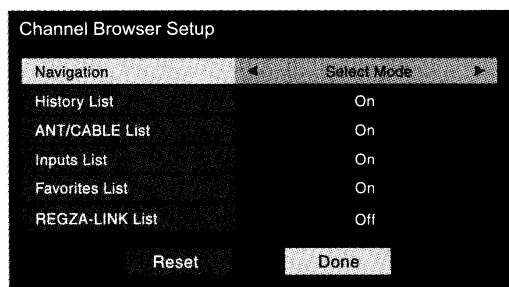 Channel Browser Setup
Navigation ◀ Select Mode ▶
History List On
ANT/CABLE List On
Inputs List On
Favorites List On
REGZA-LINK List Off
Reset Done